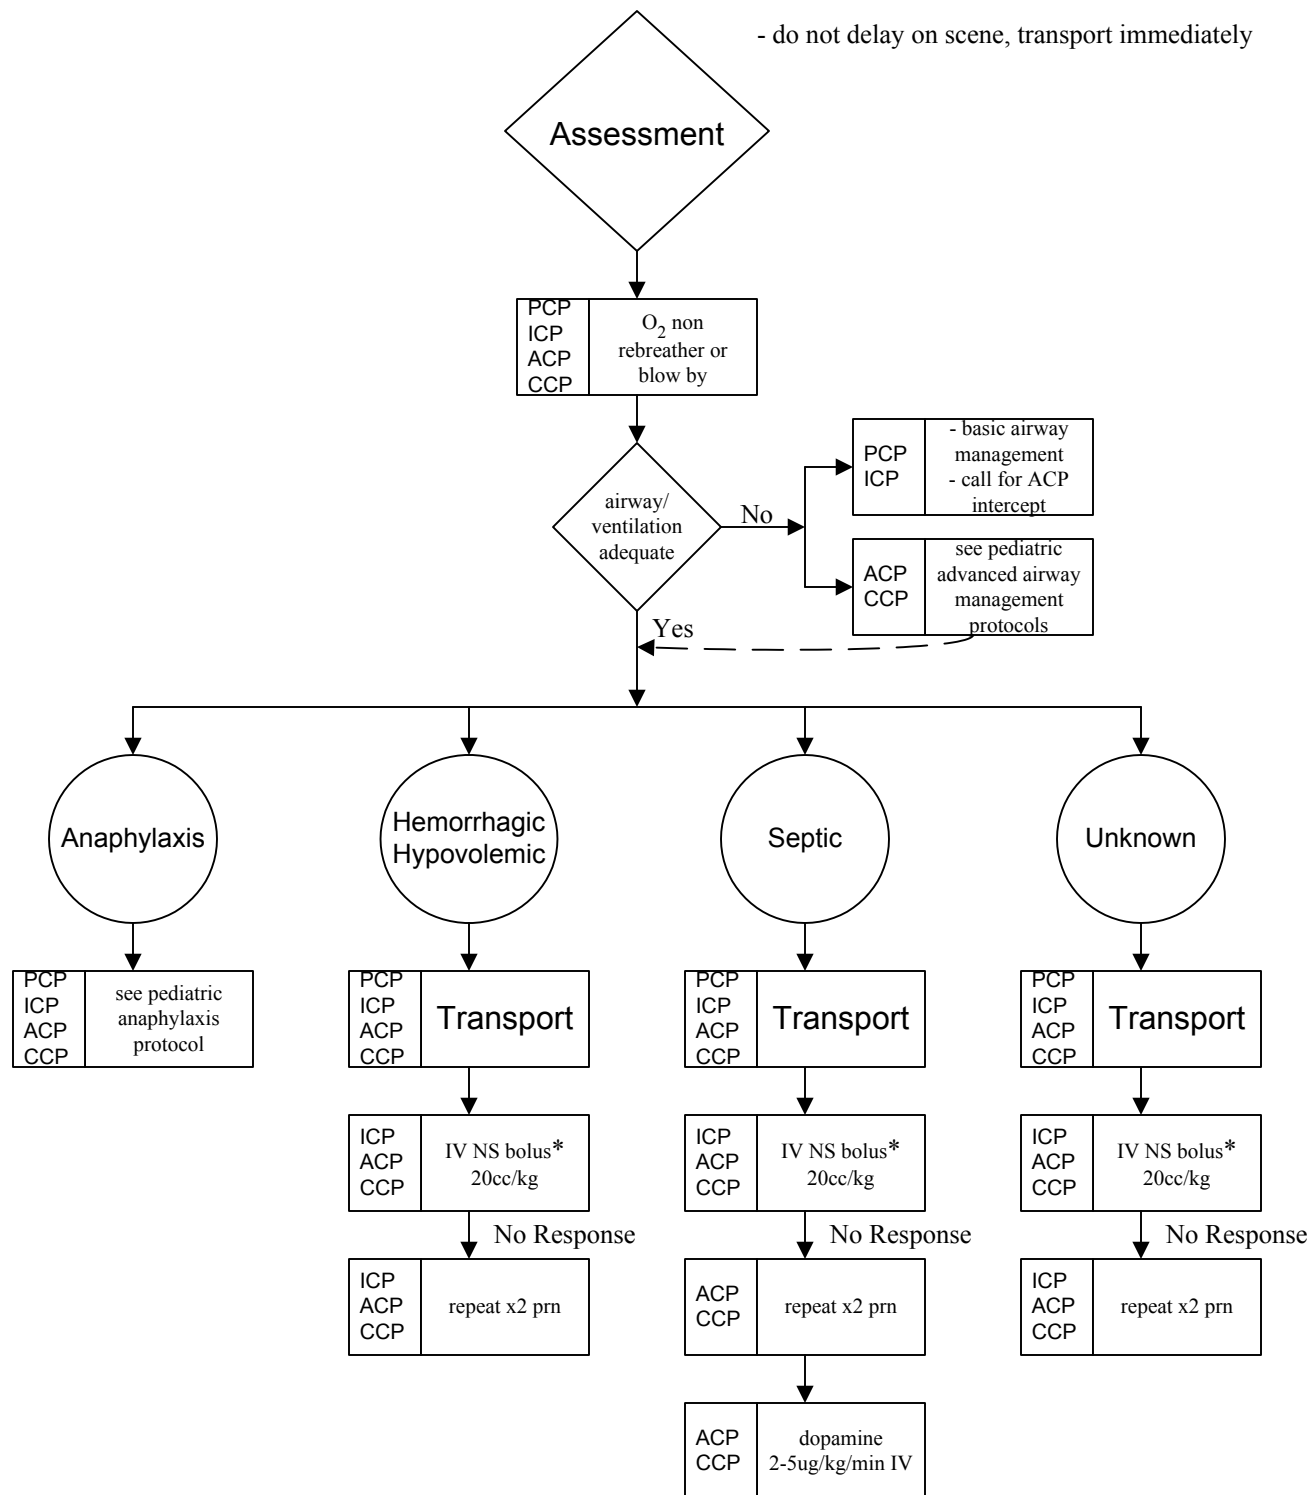 - do not delay on scene, transport immediately
Assessment
PCP
ICP
ACP
CCP
O2 non
rebreather or
blow by
airway/
ventilation
adequate
No
PCP
ICP
- basic airway
management
- call for ACP
intercept
ACP
CCP
see pediatric
advanced airway
management
protocols
Yes
Anaphylaxis
Hemorrhagic
Hypovolemic
Septic
Unknown
PCP
ICP
ACP
CCP
see pediatric
anaphylaxis
protocol
PCP
ICP
ACP
CCP
Transport
PCP
ICP
ACP
CCP
Transport
PCP
ICP
ACP
CCP
Transport
ICP
ACP
CCP
IV NS bolus*
20cc/kg
ICP
ACP
CCP
IV NS bolus*
20cc/kg
ICP
ACP
CCP
IV NS bolus*
20cc/kg
No Response
No Response
No Response
ICP
ACP
CCP
repeat x2 prn
ACP
CCP
repeat x2 prn
ICP
ACP
CCP
repeat x2 prn
ACP
CCP
dopamine
2-5ug/kg/min IV